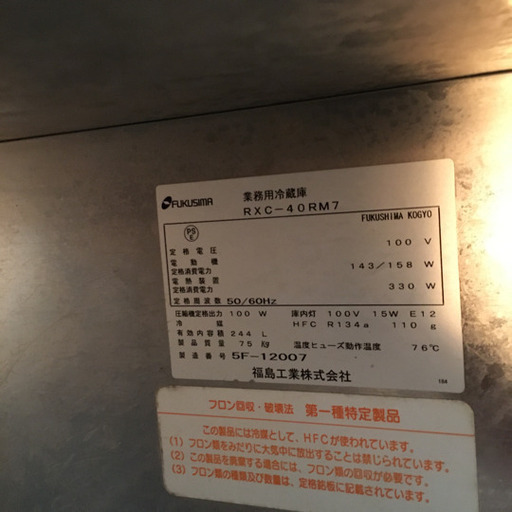 FUKUSIMA 業務用冷蔵庫
RXC-40RM7
FUKUSHIMA KOGYO
PS
E
定格電圧 100 V
電動機
定格消費電力 143/158 W
電熱装置
定格消費電力 330 W
定格周波数 50/60Hz
圧縮機定格出力 100 W 庫内灯 100V 15W E12
冷媒 HFC R134a 110 g
有効内容積 244 L
製品質量 75 kg 温度ヒューズ動作温度 76℃
製造番号 5F-12007
福島工業株式会社
フロン回収・破壊法 第一種特定製品
この製品には冷媒として、HFCが使われています。
(1) フロン類をみだりに大気中に放出することは禁じられています。
(2) この製品を廃棄する場合には、フロン類の回収が必要です。
(3) フロン類の種類及び数量は、定格銘板に記載されています。